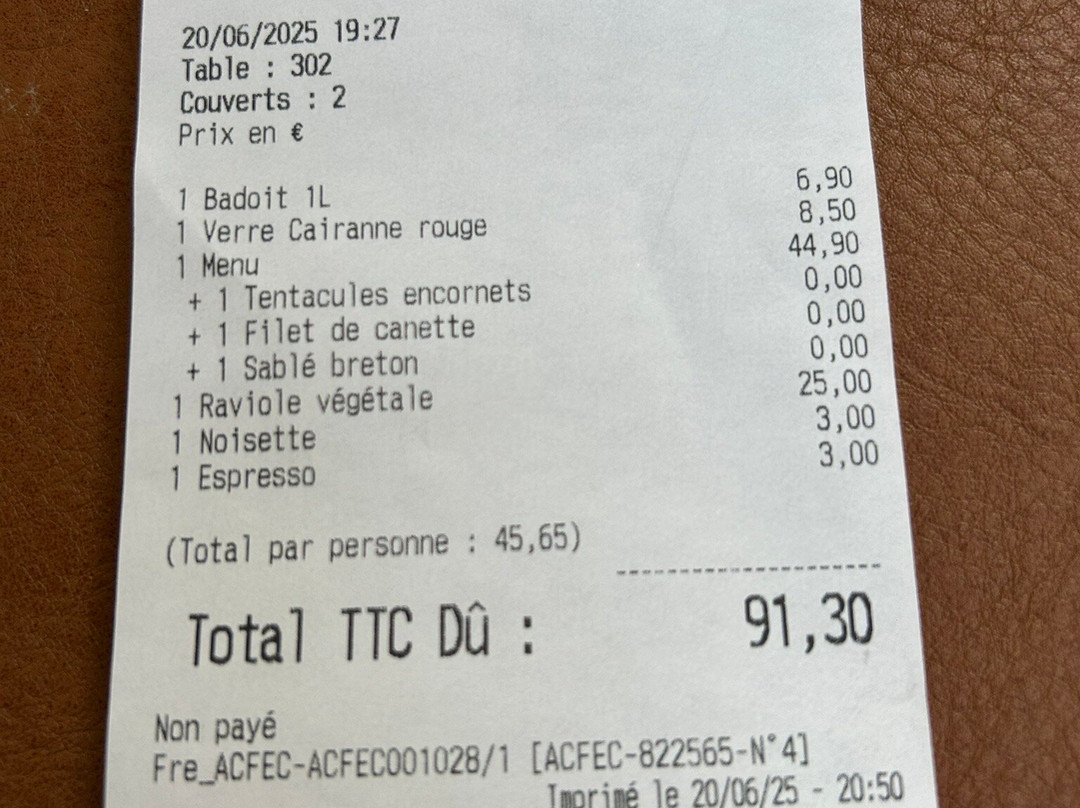 20/06/2025 19:27
Table : 302
Couverts : 2
Prix en €
1 Badoit 1L 6,90
1 Verre Cairanne rouge 8,50
1 Menu 44,90
+ 1 Tentacules encornets 0,00
+ 1 Filet de canette 0,00
+ 1 Sablé breton 0,00
1 Raviole végétale 25,00
1 Noisette 3,00
1 Espresso 3,00
(Total par personne : 45,65)
--------------------
Total TTC Dû : 91,30
Non payé
Fre_ACFEC-ACFEC001028/1 [ACFEC-822565-N°4]
Imprimé le 20/06/25 - 20:50